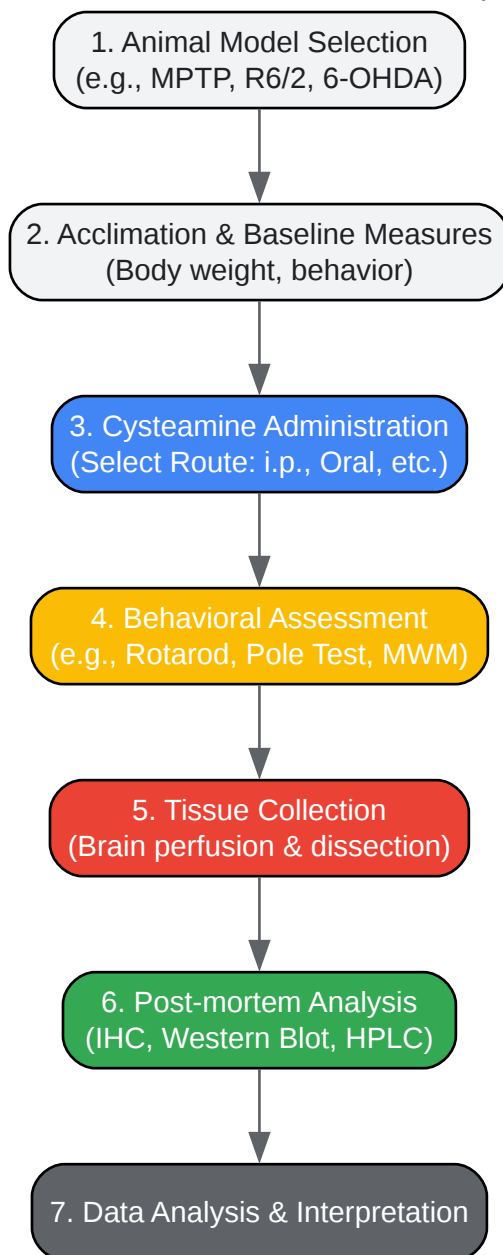 1. Animal Model Selection
(e.g., MPTP, R6/2, 6-OHDA)
2. Acclimation & Baseline Measures
(Body weight, behavior)
3. Cysteamine Administration
(Select Route: i.p., Oral, etc.)
4. Behavioral Assessment
(e.g., Rotarod, Pole Test, MWM)
5. Tissue Collection
(Brain perfusion & dissection)
6. Post-mortem Analysis
(IHC, Western Blot, HPLC)
7. Data Analysis & Interpretation